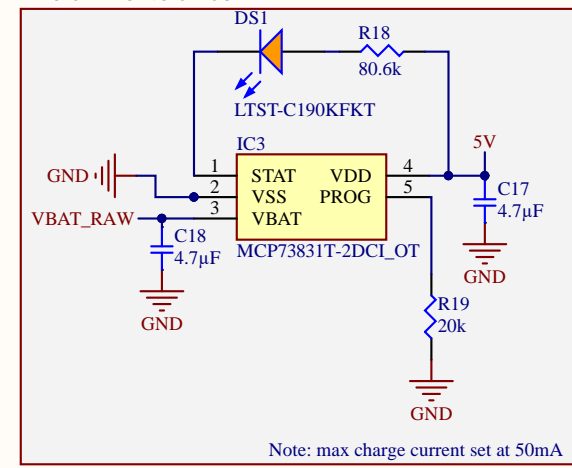 DS1
R18
80.6k
LTST-C190KFKT
IC3
5V
1 STAT VDD 4
GND
2 VSS PROG 5
C17
4.7µF
VBAT_RAW
3 VBAT
C18
4.7µF
MCP73831T-2DCI_OT
GND
R19
20k
GND
GND
Note: max charge current set at 50mA